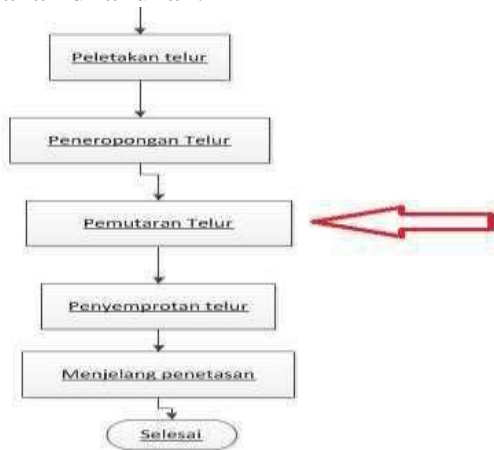 Peletakan telur
Peneropongan Telur
Pemutaran Telur
Penyemprotan telur
Menjelang penetasan
Selesai